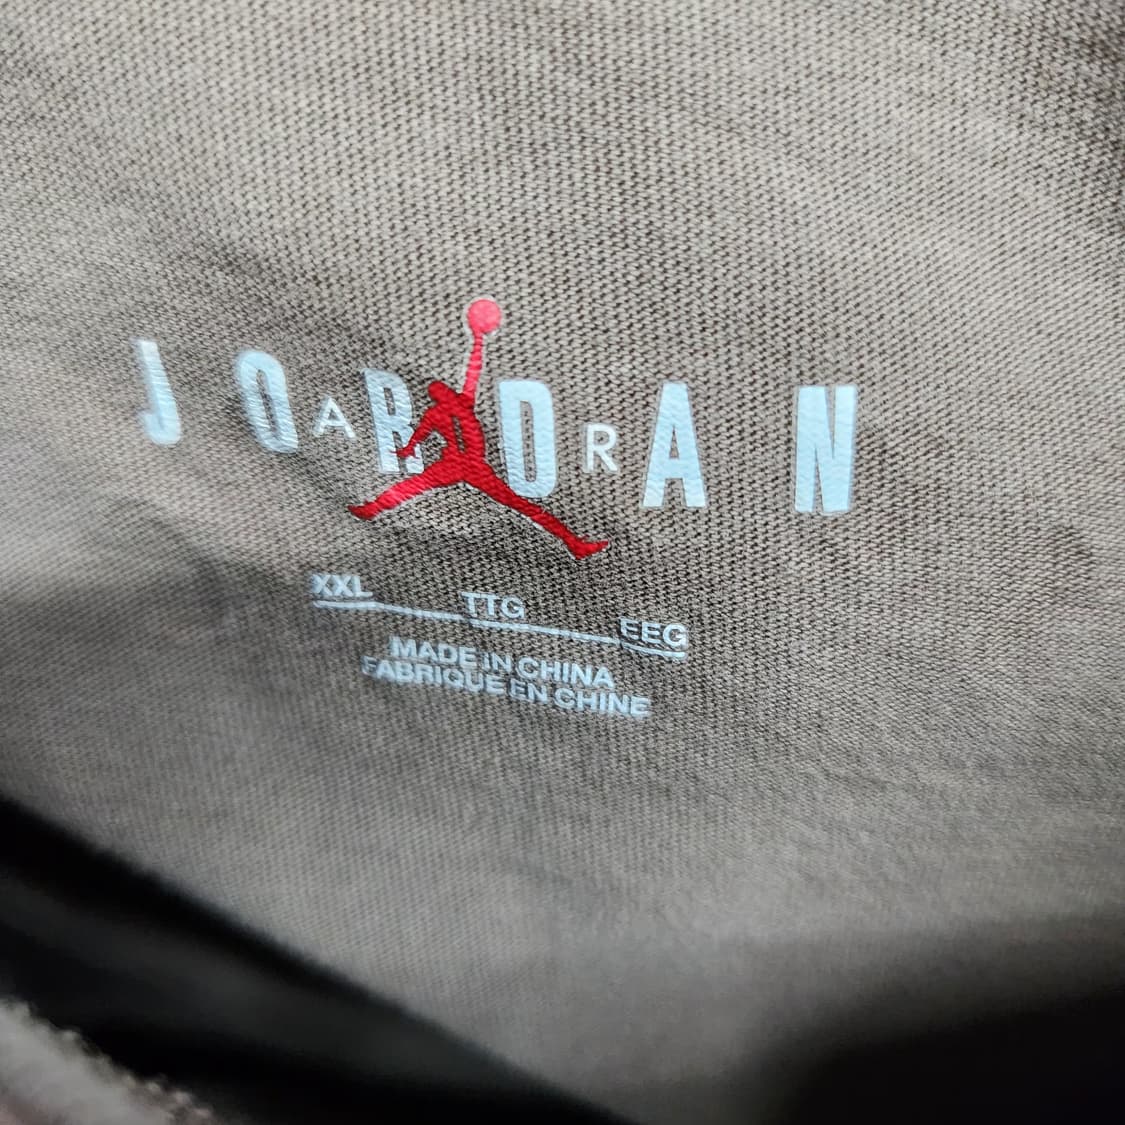 JORDAN
AIR
XXL TTG EEG
MADE IN CHINA
FABRIQUE EN CHINE